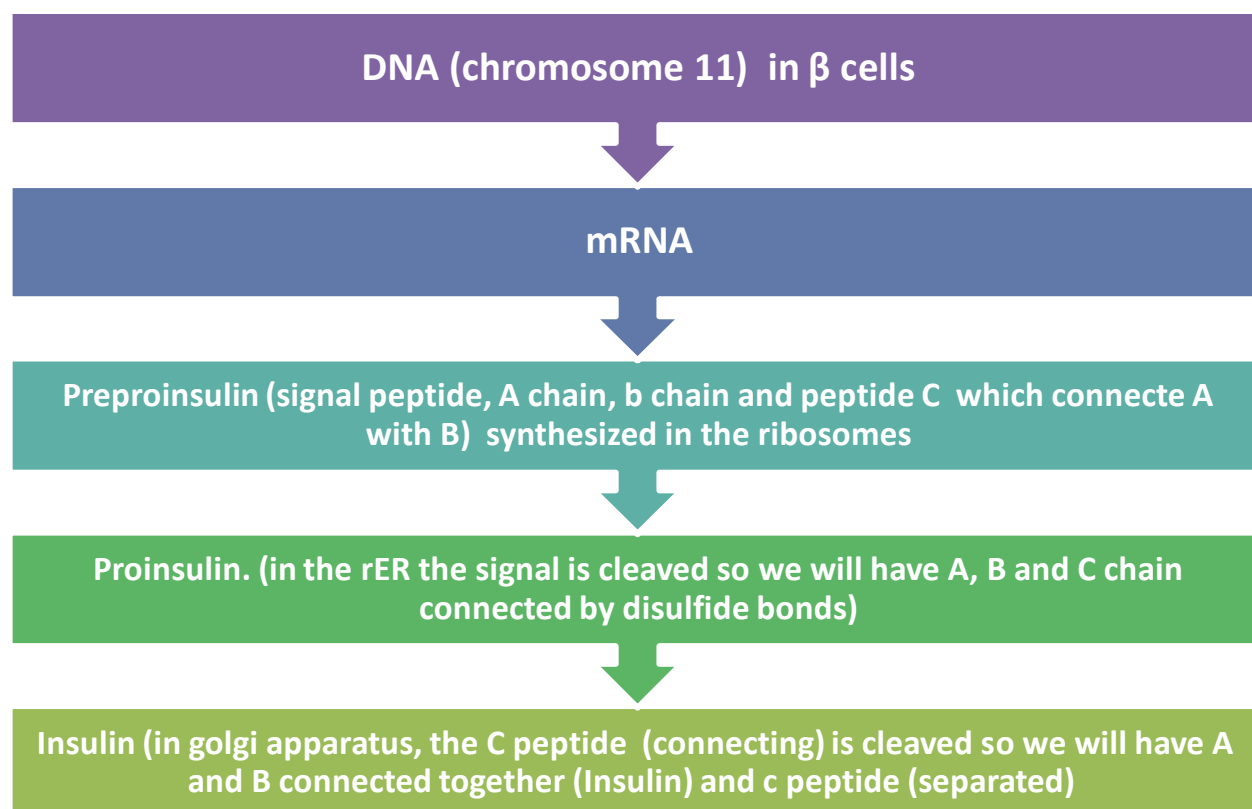 DNA (chromosome 11) in β cells
mRNA
Preproinsulin (signal peptide, A chain, b chain and peptide C which connecte A
with B) synthesized in the ribosomes
Proinsulin. (in the rER the signal is cleaved so we will have A, B and C chain
connected by disulfide bonds)
Insulin (in golgi apparatus, the C peptide (connecting) is cleaved so we will have A
and B connected together (Insulin) and c peptide (separated)